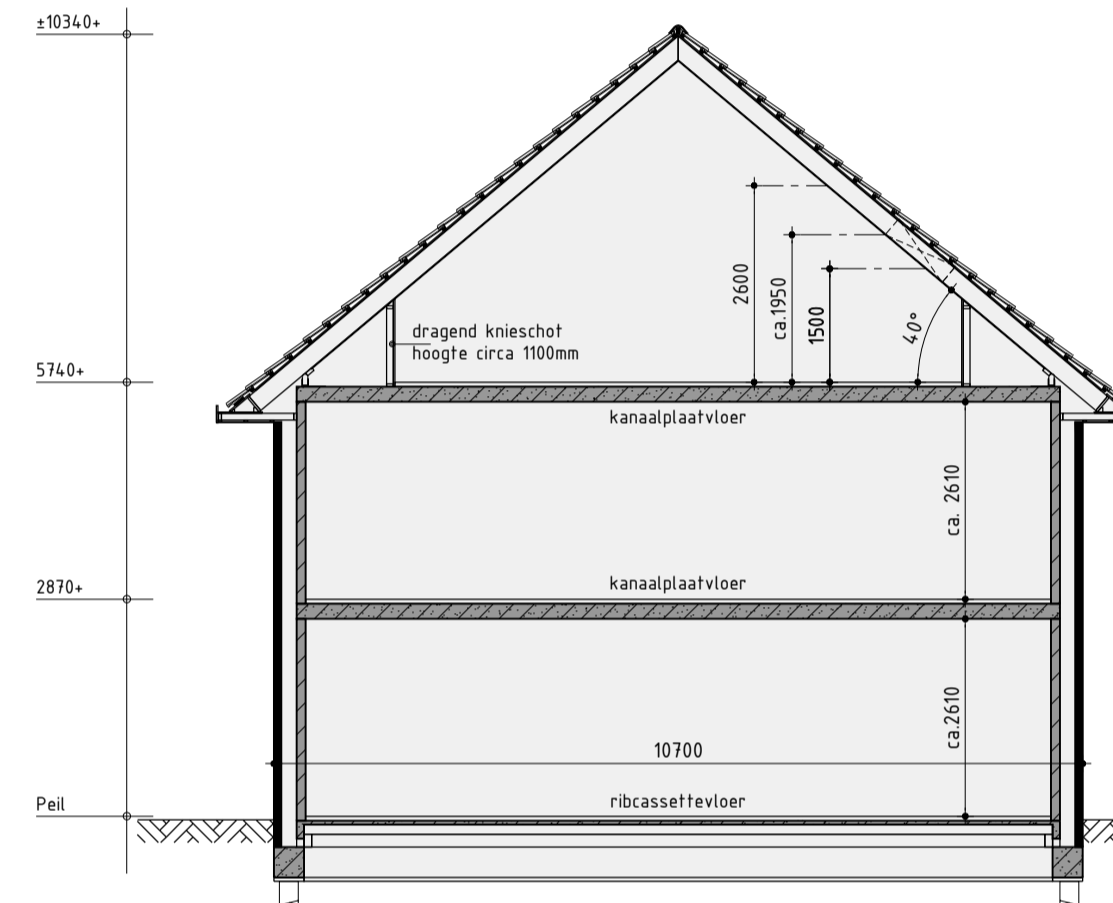 ±10340+
2600
ca.1950
1500
40°
dragend knieschot
hoogte circa 1100mm
5740+
kanaalplaatvloer
ca. 2610
2870+
kanaalplaatvloer
ca.2610
10700
Peil
ribcassettevloer